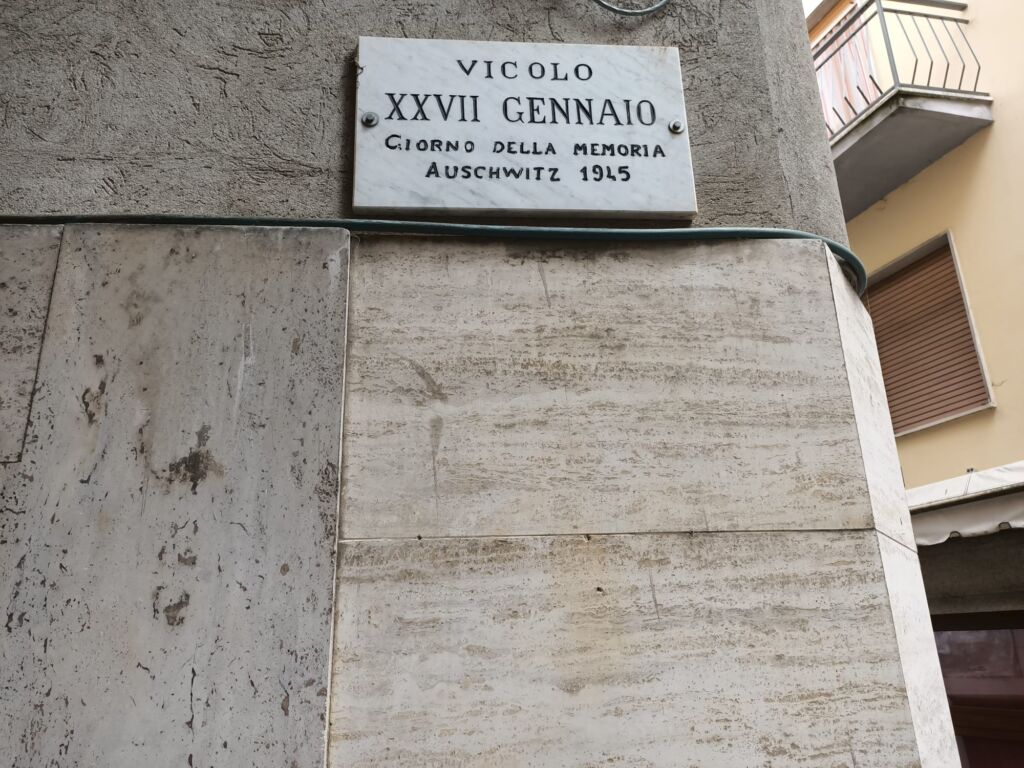 VICOLO
XXVII GENNAIO
GIORNO DELLA MEMORIA
AUSCHWITZ 1945